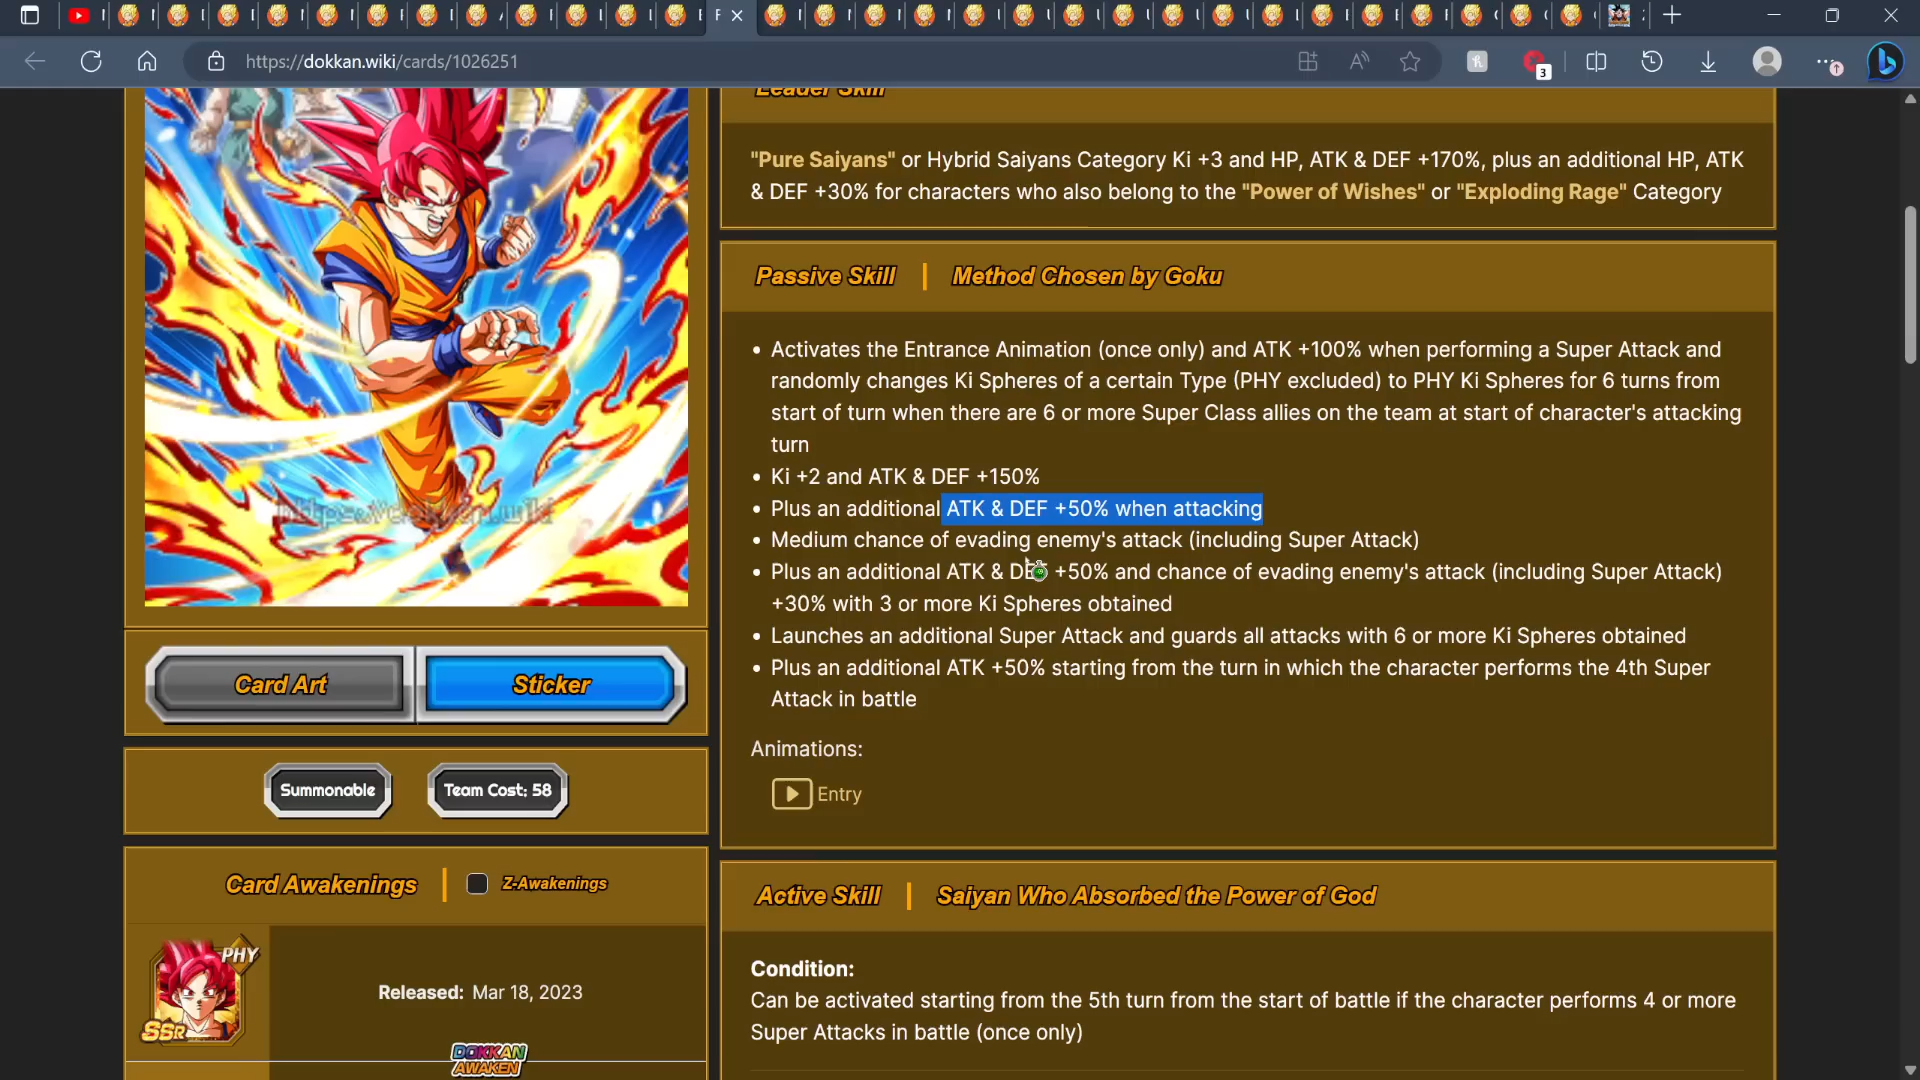 https://dokkan.wiki/cards/1026251
3
Leader Skill
"Pure Saiyans" or Hybrid Saiyans Category Ki +3 and HP, ATK & DEF +170%, plus an additional HP, ATK
& DEF +30% for characters who also belong to the "Power of Wishes" or "Exploding Rage" Category
Passive Skill | Method Chosen by Goku
• Activates the Entrance Animation (once only) and ATK +100% when performing a Super Attack and
randomly changes Ki Spheres of a certain Type (PHY excluded) to PHY Ki Spheres for 6 turns from
start of turn when there are 6 or more Super Class allies on the team at start of character's attacking
turn
• Ki +2 and ATK & DEF +150%
• Plus an additional ATK & DEF +50% when attacking
• Medium chance of evading enemy's attack (including Super Attack)
• Plus an additional ATK & DEF +50% and chance of evading enemy's attack (including Super Attack)
+30% with 3 or more Ki Spheres obtained
• Launches an additional Super Attack and guards all attacks with 6 or more Ki Spheres obtained
• Plus an additional ATK +50% starting from the turn in which the character performs the 4th Super
Attack in battle
Animations:
Entry
https://dokkan.wiki
Card Art
Sticker
Summonable
Team Cost: 58
Card Awakenings | Z-Awakenings
PHY
SSR
Released: Mar 18, 2023
DOKKAN
AWAKEN
Active Skill | Saiyan Who Absorbed the Power of God
Condition:
Can be activated starting from the 5th turn from the start of battle if the character performs 4 or more
Super Attacks in battle (once only)